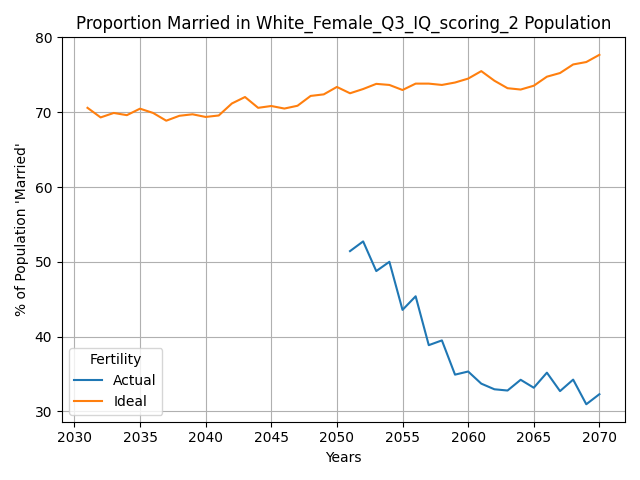 Proportion Married in White_Female_Q3_IQ_scoring_2 Population
% of Population 'Married'
80
70
60
50
40
30
Fertility
Actual
Ideal
2030 2035 2040 2045 2050 2055 2060 2065 2070
Years